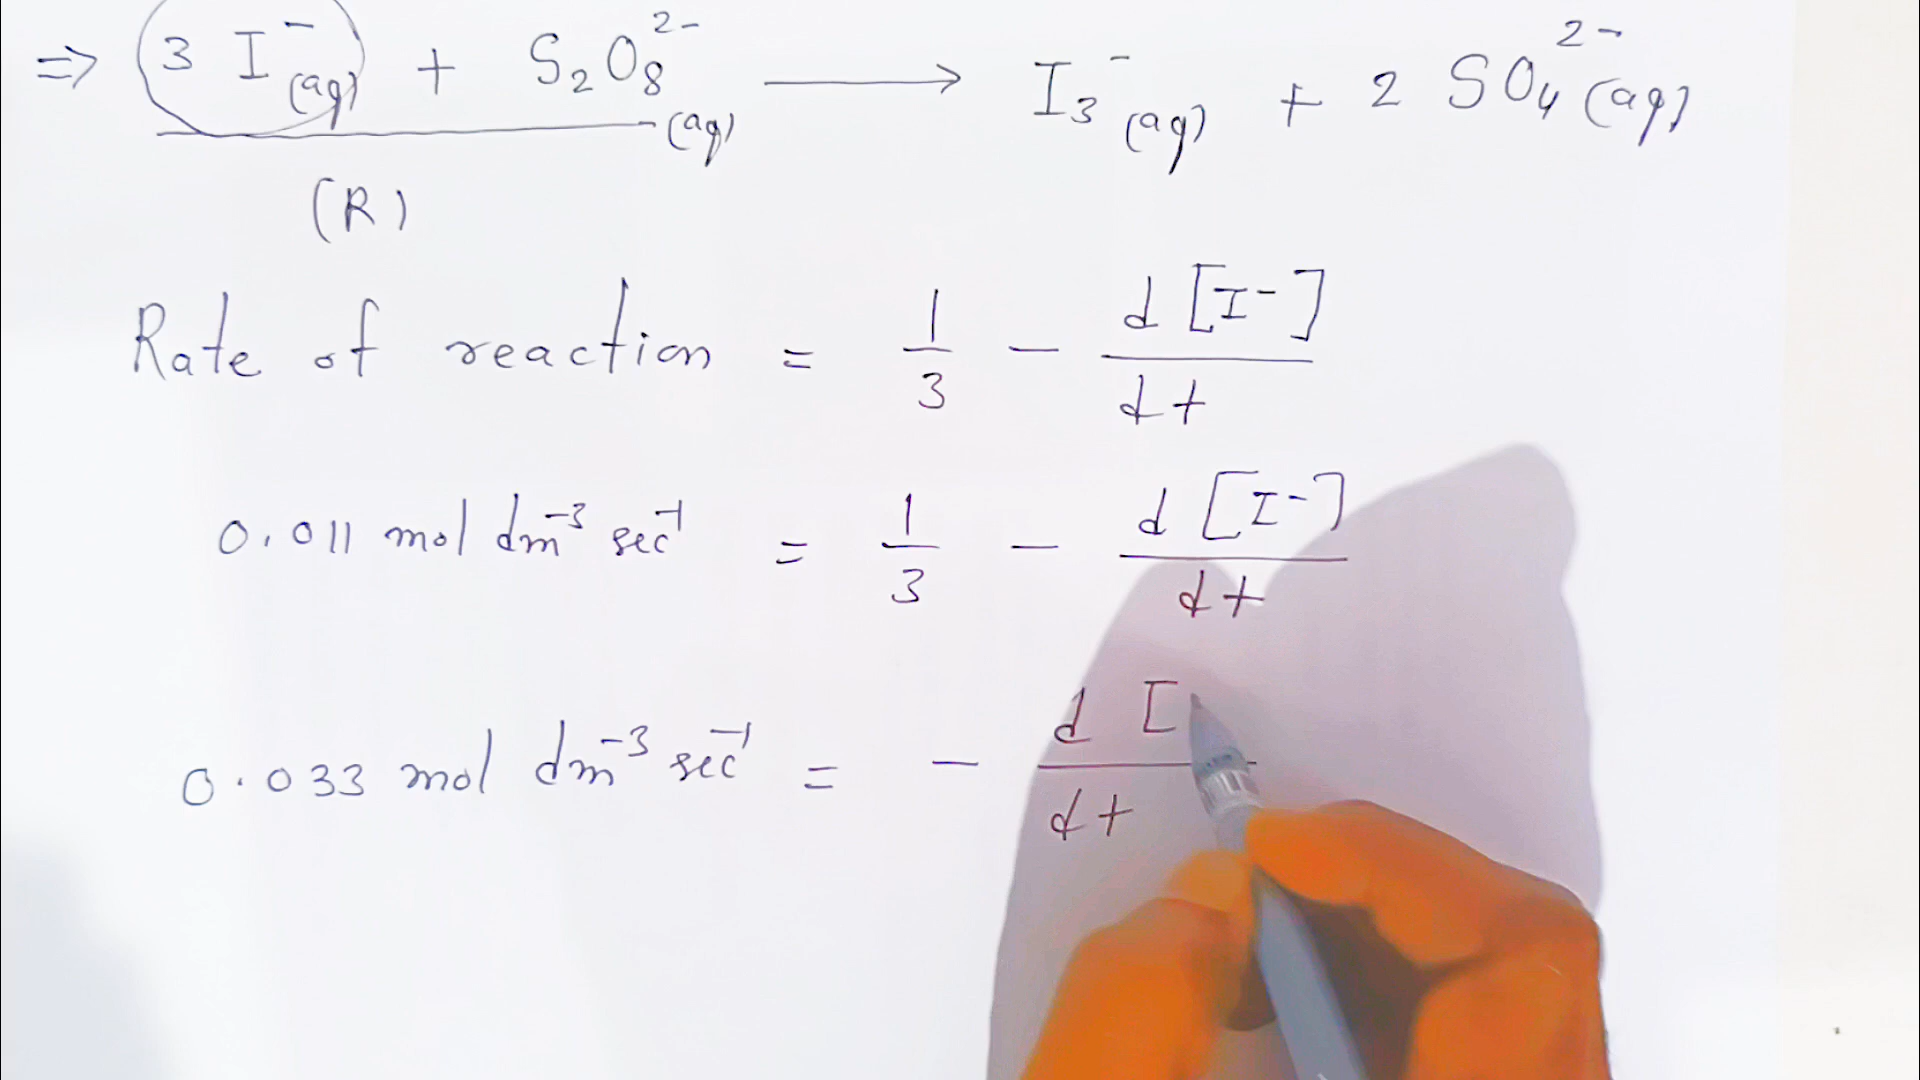 ⇒ 3 I⁻(aq) + S₂O₈²⁻(aq) ⟶ I₃⁻(aq) + 2 SO₄²⁻(aq)
(R)
Rate of reaction = 1/3 − d [I⁻]/dt
0.011 mol dm⁻³ sec⁻¹ = 1/3 − d [I⁻]/dt
0.033 mol dm⁻³ sec⁻¹ = − d [/dt